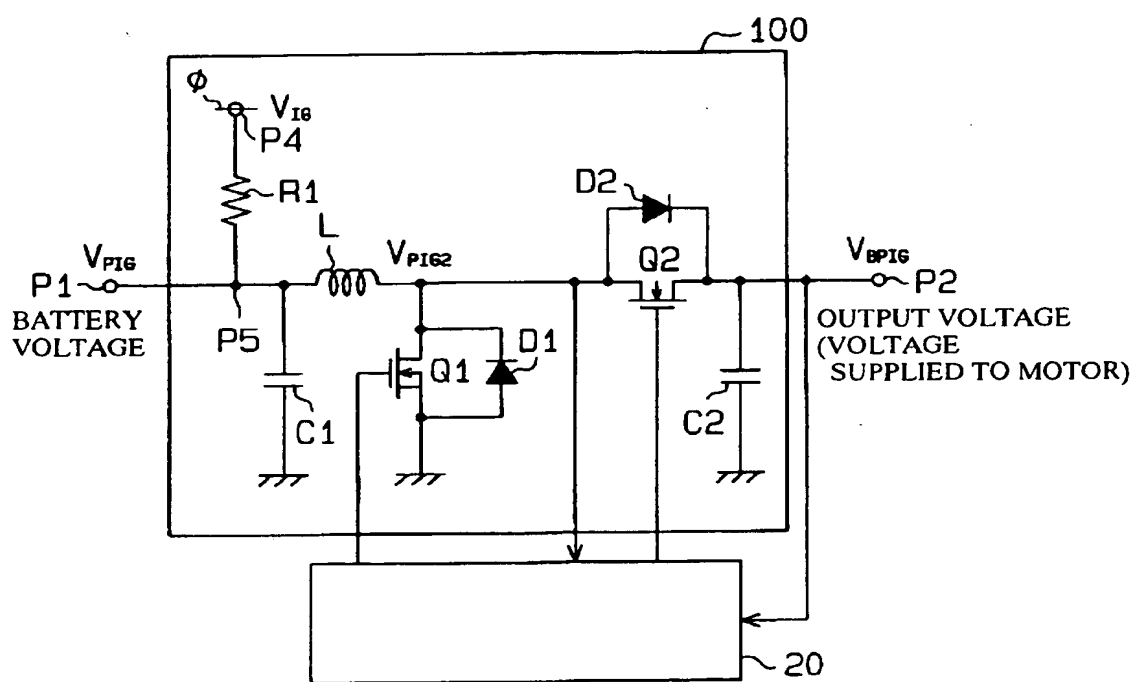 100
φ
V_IG
P4
R1
D2
L
V_PIG
V_PIG2
Q2
V_BPIG
P1
P2
BATTERY
VOLTAGE
P5
OUTPUT VOLTAGE
(VOLTAGE
SUPPLIED TO MOTOR)
Q1
D1
C1
C2
20